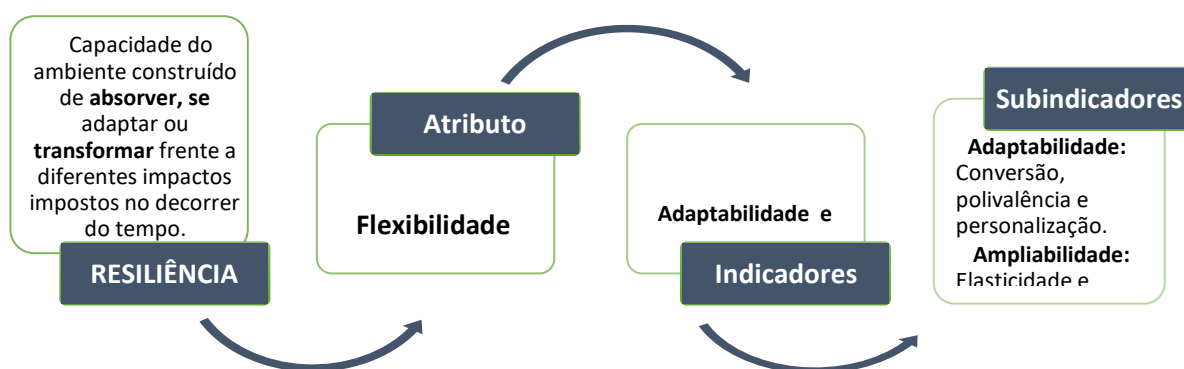 Capacidade do
ambiente construído
de absorver, se
adaptar ou
transformar frente a
diferentes impactos
impostos no decorrer
do tempo.
RESILIÊNCIA
Atributo
Flexibilidade
Adaptabilidade e
Indicadores
Subindicadores
Adaptabilidade:
Conversão,
polivalência e
personalização.
Ampliabilidade:
Elasticidade e